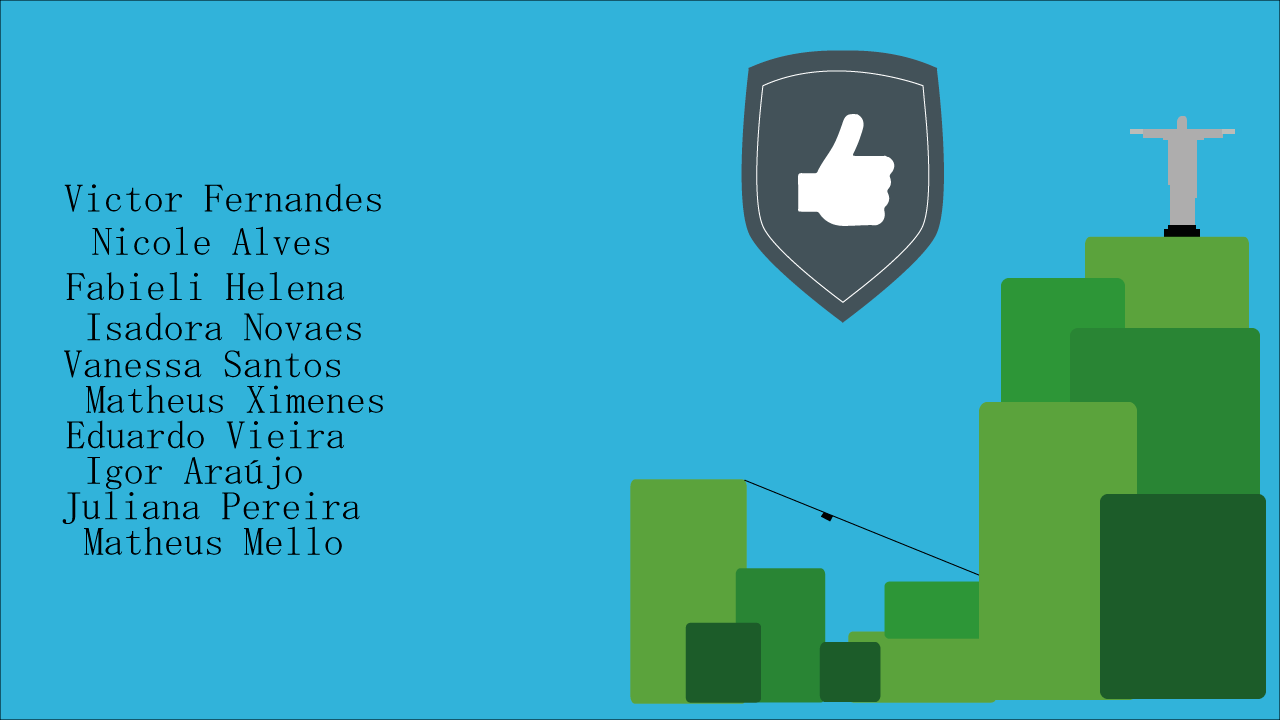 Victor Fernandes
Nicole Alves
Fabieli Helena
Isadora Novaes
Vanessa Santos
Matheus Ximenes
Eduardo Vieira
Igor Araújo
Juliana Pereira
Matheus Mello